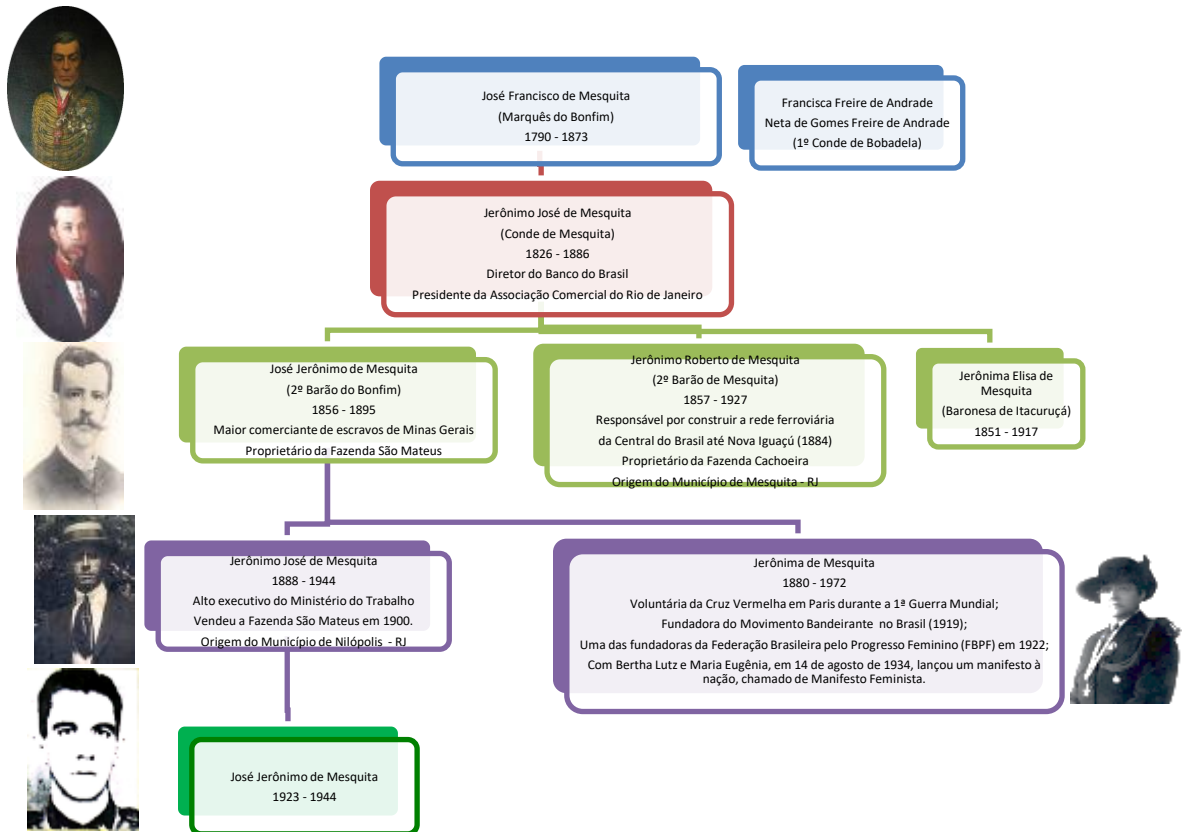 José Francisco de Mesquita
(Marquês do Bonfim)
1790 - 1873
Francisca Freire de Andrade
Neta de Gomes Freire de Andrade
(1º Conde de Bobadela)
Jerônimo José de Mesquita
(Conde de Mesquita)
1826 - 1886
Diretor do Banco do Brasil
Presidente da Associação Comercial do Rio de Janeiro
José Jerônimo de Mesquita
(2º Barão do Bonfim)
1856 - 1895
Maior comerciante de escravos de Minas Gerais
Proprietário da Fazenda São Mateus
Jerônimo Roberto de Mesquita
(2º Barão de Mesquita)
1857 - 1927
Responsável por construir a rede ferroviária
da Central do Brasil até Nova Iguaçú (1884)
Proprietário da Fazenda Cachoeira
Origem do Município de Mesquita - RJ
Jerônima Elisa de
Mesquita
(Baronesa de Itacuruçá)
1851 - 1917
Jerônimo José de Mesquita
1888 - 1944
Alto executivo do Ministério do Trabalho
Vendeu a Fazenda São Mateus em 1900.
Origem do Município de Nilópolis - RJ
Jerônima de Mesquita
1880 - 1972
Voluntária da Cruz Vermelha em Paris durante a 1ª Guerra Mundial;
Fundadora do Movimento Bandeirante no Brasil (1919);
Uma das fundadoras da Federação Brasileira pelo Progresso Feminino (FBPF) em 1922;
Com Bertha Lutz e Maria Eugênia, em 14 de agosto de 1934, lançou um manifesto à
nação, chamado de Manifesto Feminista.
José Jerônimo de Mesquita
1923 - 1944